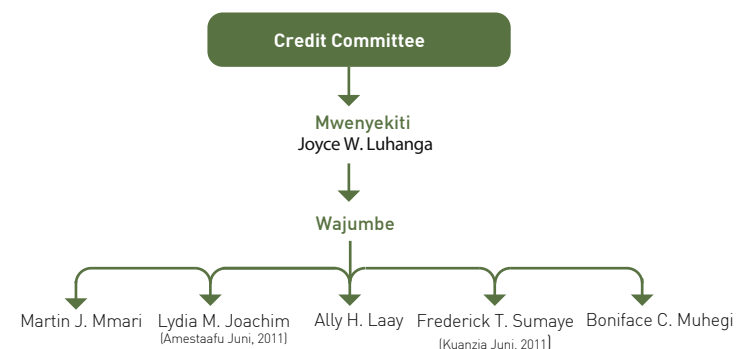 Credit Committee
Mwenyekiti
Joyce W. Luhanga
Wajumbe
Martin J. Mmari Lydia M. Joachim Ally H. Laay Frederick T. Sumaye Boniface C. Muhegi
(Amestaafu Juni, 2011) (Kuanzia Juni, 2011)